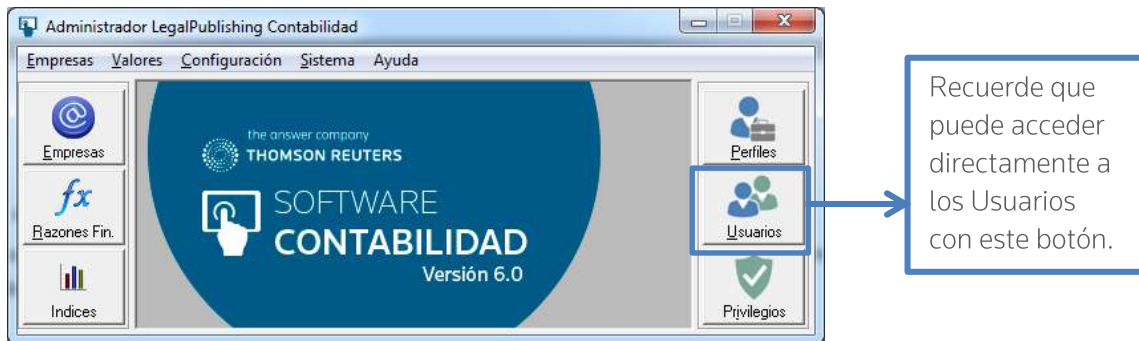 Administrador LegalPublishing Contabilidad
Empresas Valores Configuración Sistema Ayuda
Empresas
Razones Fin.
Indices
the answer company
THOMSON REUTERS
SOFTWARE
CONTABILIDAD
Versión 6.0
Perfiles
Usuarios
Privilegios
Recuerde que
puede acceder
directamente a
los Usuarios
con este botón.